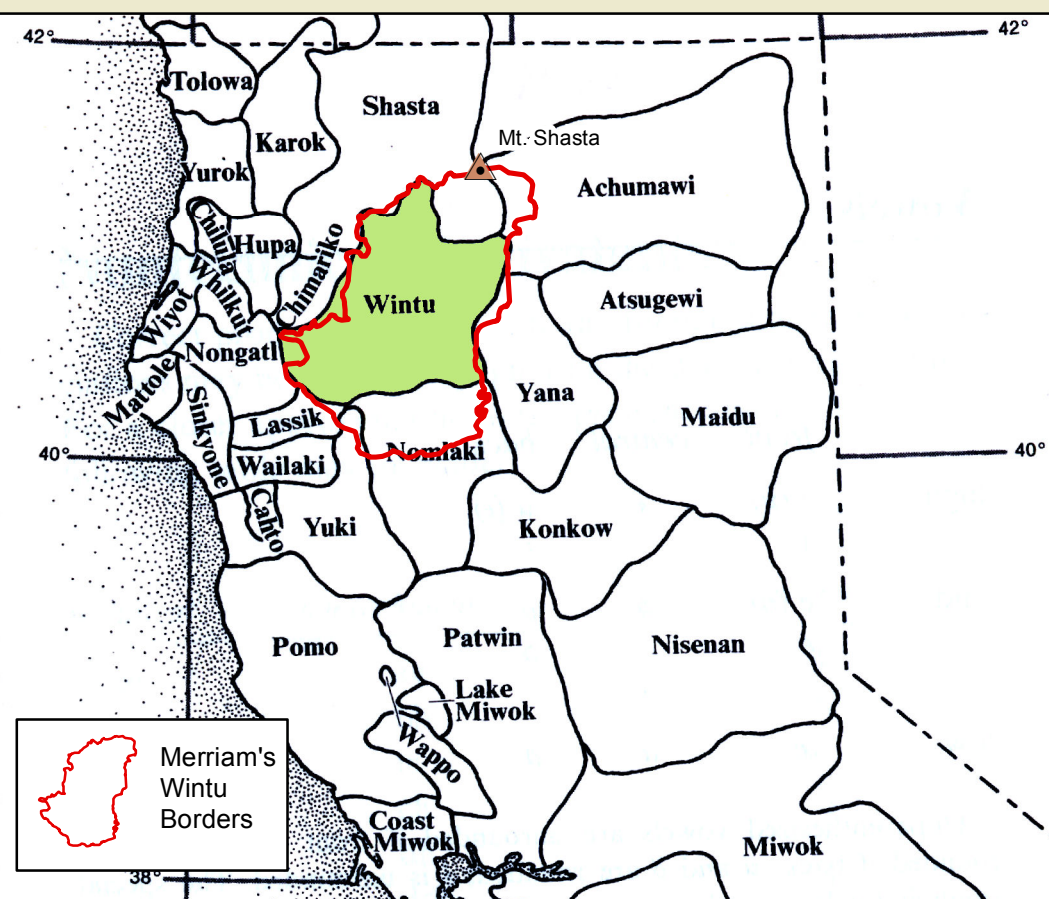 42°
42°
Tolowa
Shasta
Karok
Mt. Shasta
Yurok
Achumawi
Chilula
Hupa
Chimariko
Whilkut
Wiyot
Wintu
Atsugewi
Nongatl
Mattole
Sinkyone
Yana
Maidu
Lassik
40°
Wailaki
Nomlaki
40°
Cahto
Yuki
Konkow
Pomo
Patwin
Nisenan
Lake
Miwok
Wappo
Merriam's
Wintu
Borders
Coast
Miwok
Miwok
38°